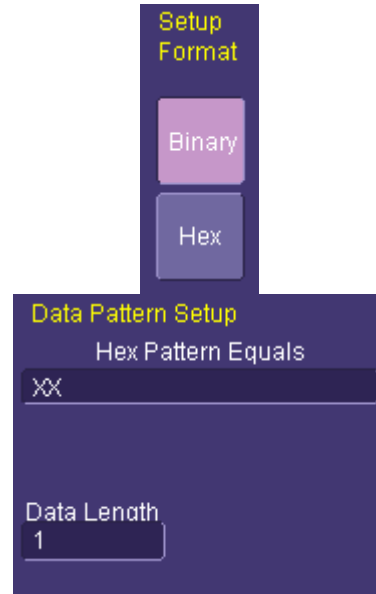 Setup
Format
Binary
Hex
Data Pattern Setup
Hex Pattern Equals
XX
Data Length
1